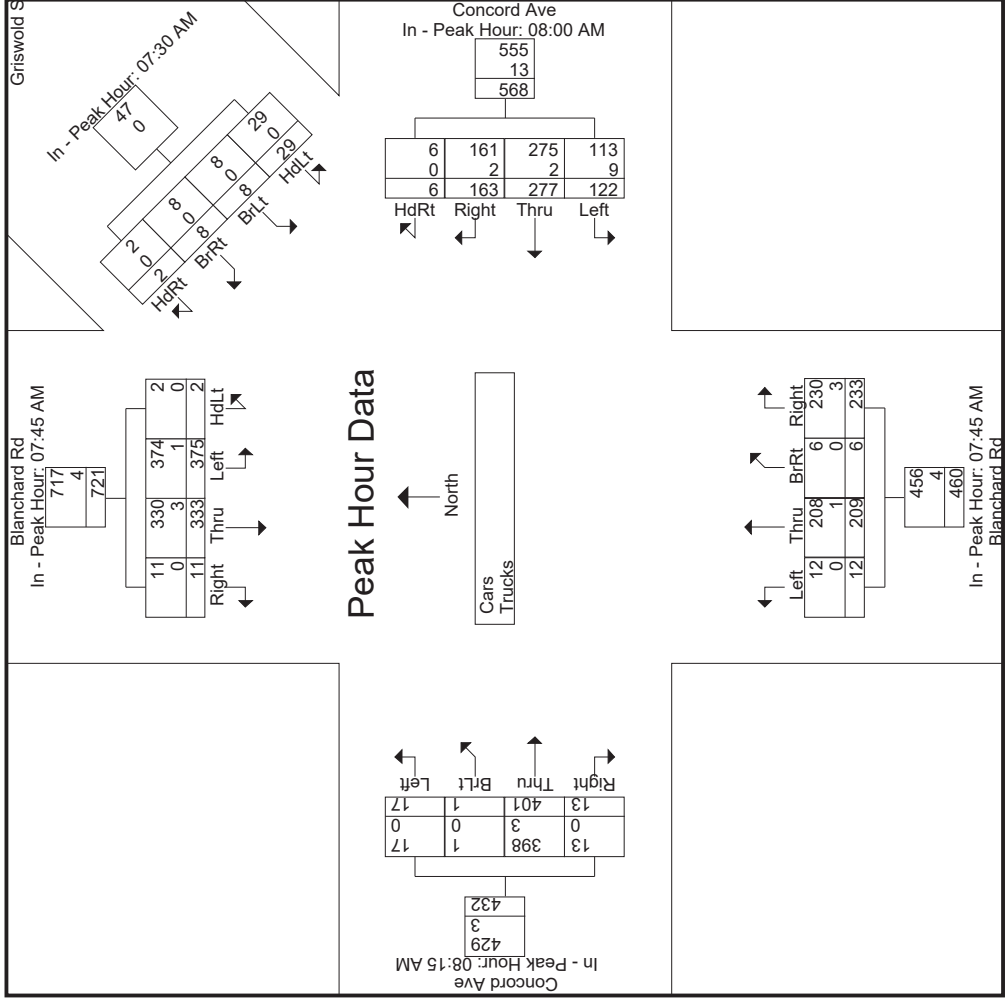 Griswold S
In - Peak Hour: 07:30 AM
47
0
2 8 8 29
0 0 0 0
2 8 8 29
HdRt BrRt BrLt HdLt
Concord Ave
In - Peak Hour: 08:00 AM
555
13
568
6 161 275 113
0 2 2 9
6 163 277 122
HdRt Right Thru Left
Blanchard Rd
In - Peak Hour: 07:45 AM
717
4
721
11 330 374 2
0 3 1 0
11 333 375 2
Right Thru Left HdLt
Peak Hour Data
North
Cars
Trucks
Left Thru BrRt Right
12 208 6 230
0 1 0 3
12 209 6 233
456
4
460
In - Peak Hour: 07:45 AM
Blanchard Rd
Left BrLt Thru Right
17 1 401 13
0 0 3 0
17 1 398 13
432
3
429
In - Peak Hour: 08:15 AM
Concord Ave